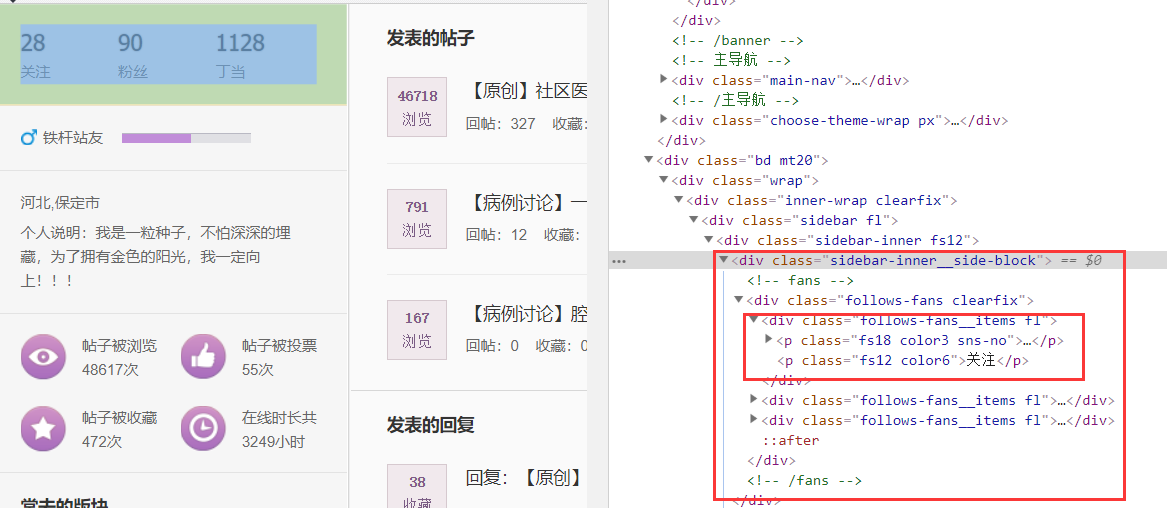 28 90 1128
关注 粉丝 丁当
铁杆站友
河北,保定市
个人说明：我是一粒种子，不怕深深的埋
藏，为了拥有金色的阳光，我一定向
上！！！
帖子被浏览
48617次
帖子被投票
55次
帖子被收藏
472次
在线时长共
3249小时
常去的版块
发表的帖子
46718
浏览
【原创】社区医
回帖：327 收藏：
791
浏览
【病例讨论】一
回帖：12 收藏：
167
浏览
【病例讨论】腔
回帖：0 收藏：0
发表的回复
38
收藏
回复：【原创】
</div>
</div>
<!-- /banner -->
<!-- 主导航 -->
<div class="main-nav">…</div>
<!-- /主导航 -->
<div class="choose-theme-wrap px">…</div>
</div>
<div class="bd mt20">
<div class="wrap">
<div class="inner-wrap clearfix">
<div class="sidebar fl">
<div class="sidebar-inner fs12">
<div class="sidebar-inner__side-block"> == $0
<!-- fans -->
<div class="follows-fans clearfix">
<div class="follows-fans__items fl">
<p class="fs18 color3 sns-no">…</p>
<p class="fs12 color6">关注</p>
</div>
<div class="follows-fans__items fl">…</div>
<div class="follows-fans__items fl">…</div>
::after
</div>
<!-- /fans -->
</div>